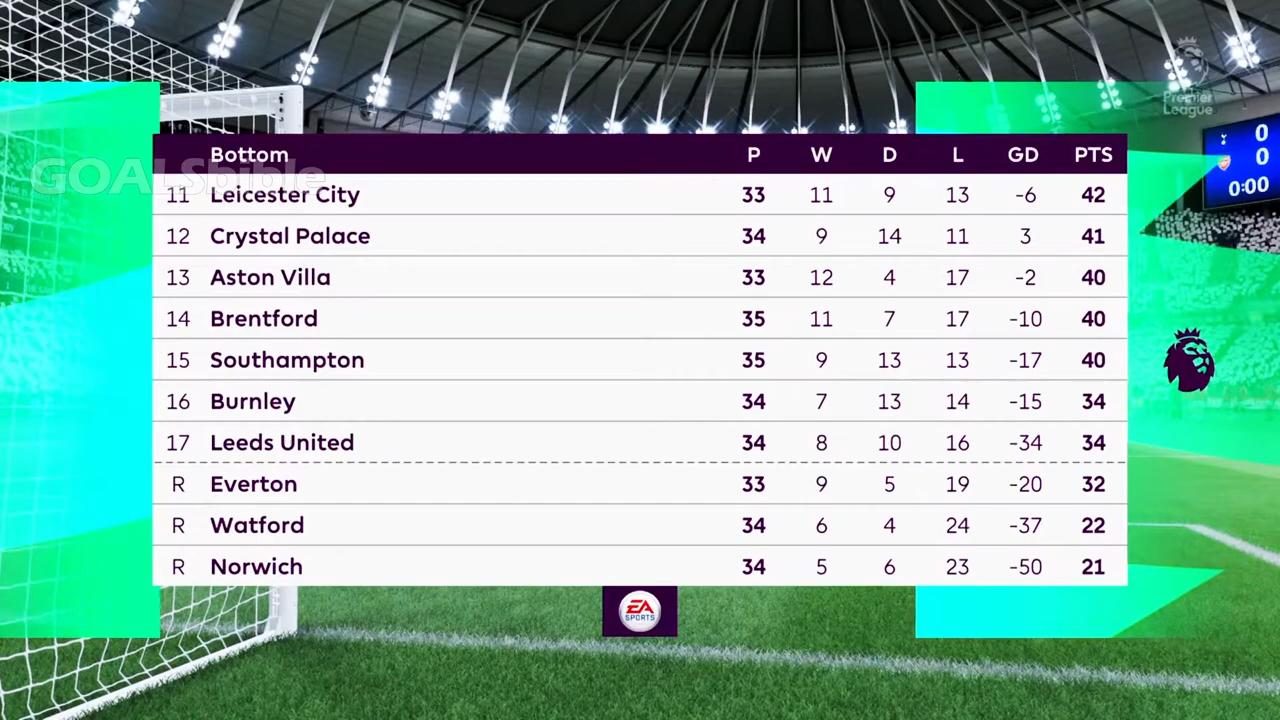 Premier
League
GOALSbible
Bottom P W D L GD PTS
11 Leicester City 33 11 9 13 -6 42
12 Crystal Palace 34 9 14 11 3 41
13 Aston Villa 33 12 4 17 -2 40
14 Brentford 35 11 7 17 -10 40
15 Southampton 35 9 13 13 -17 40
16 Burnley 34 7 13 14 -15 34
17 Leeds United 34 8 10 16 -34 34
R Everton 33 9 5 19 -20 32
R Watford 34 6 4 24 -37 22
R Norwich 34 5 6 23 -50 21
0
0
0:00
EA
SPORTS